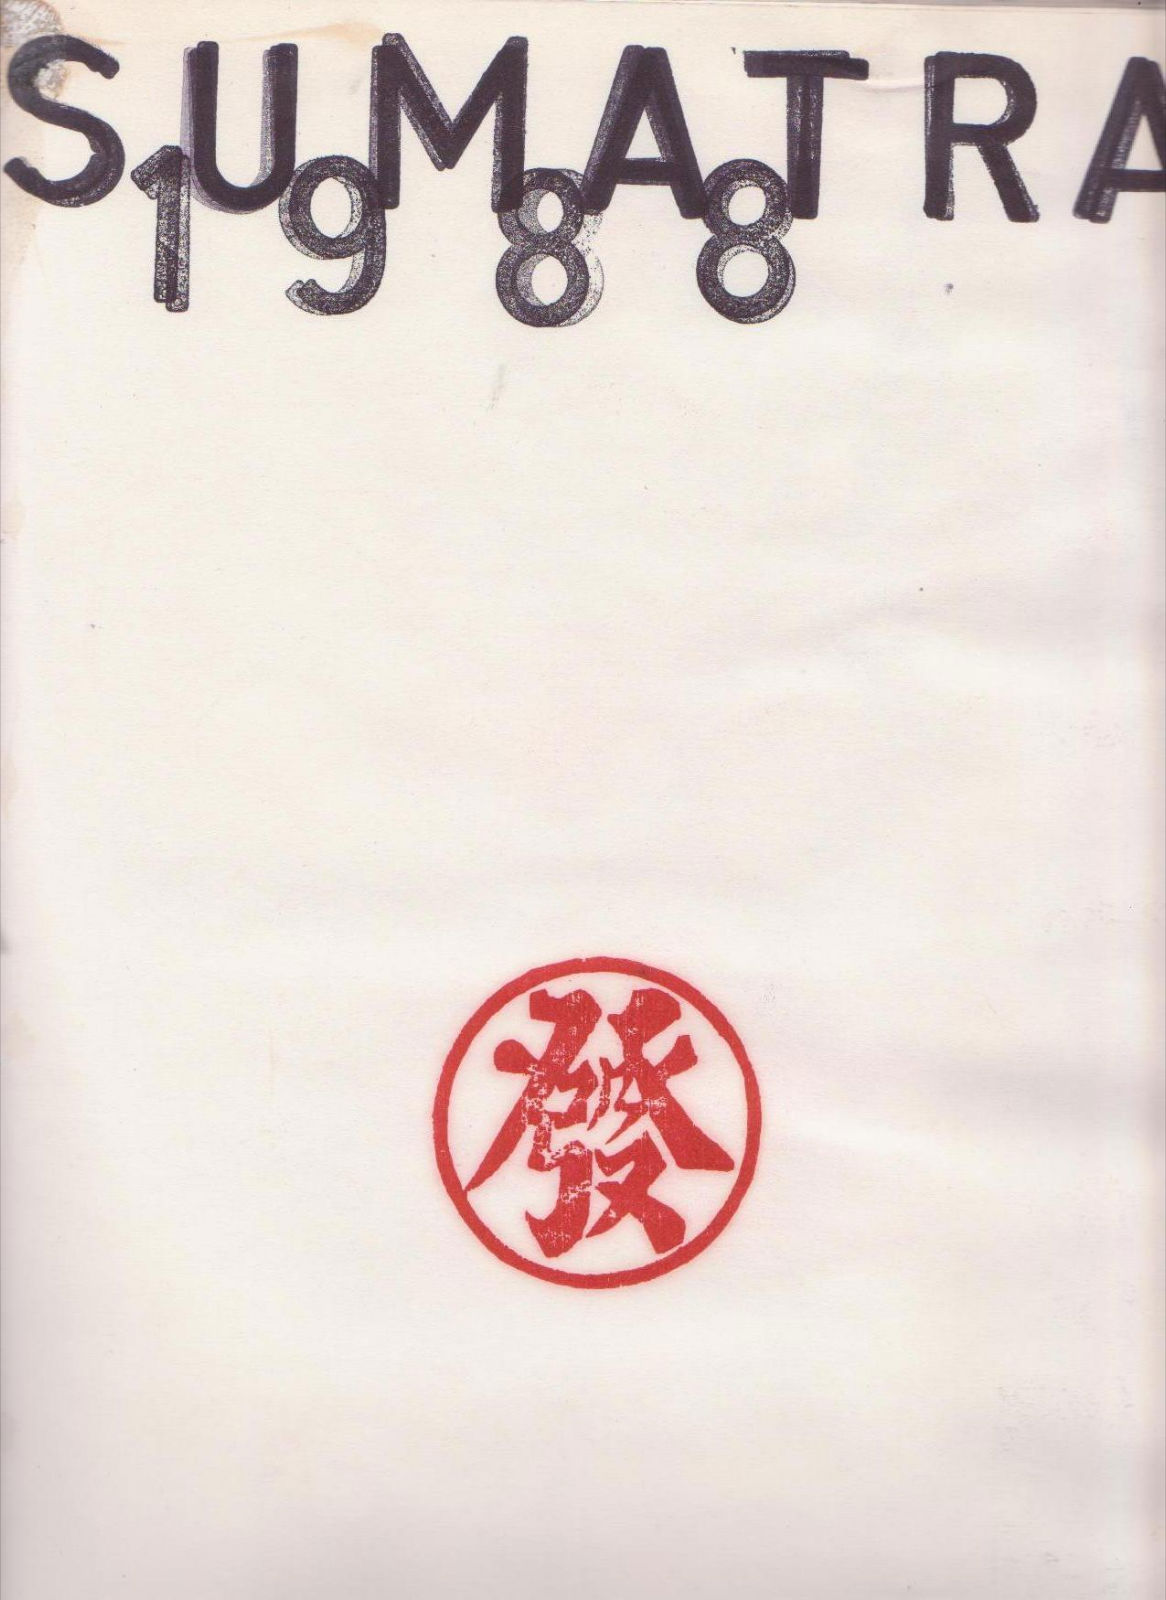 SUMATRA
1988
發